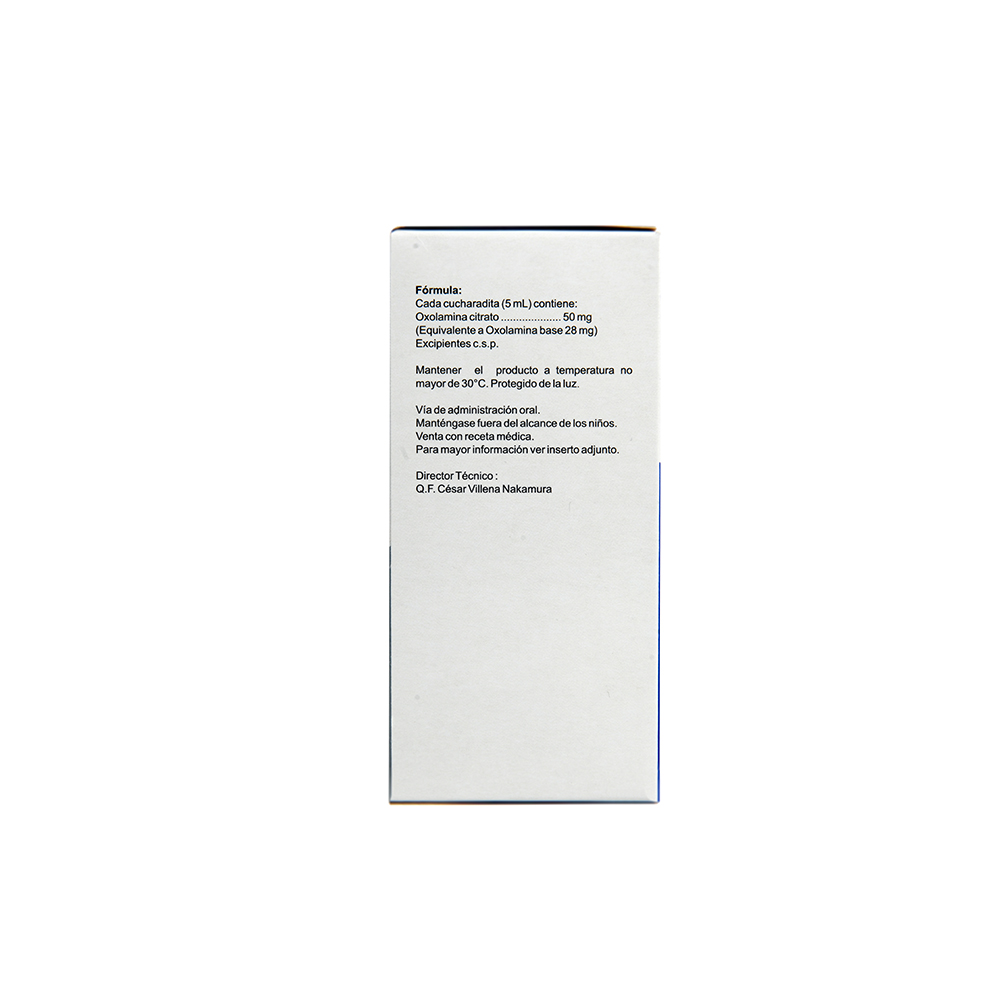 Fórmula:
Cada cucharadita (5 mL) contiene:
Oxolamina citrato .................... 50 mg
(Equivalente a Oxolamina base 28 mg)
Excipientes c.s.p.
Mantener el producto a temperatura no
mayor de 30°C. Protegido de la luz.
Vía de administración oral.
Manténgase fuera del alcance de los niños.
Venta con receta médica.
Para mayor información ver inserto adjunto.
Director Técnico :
Q.F. César Villena Nakamura